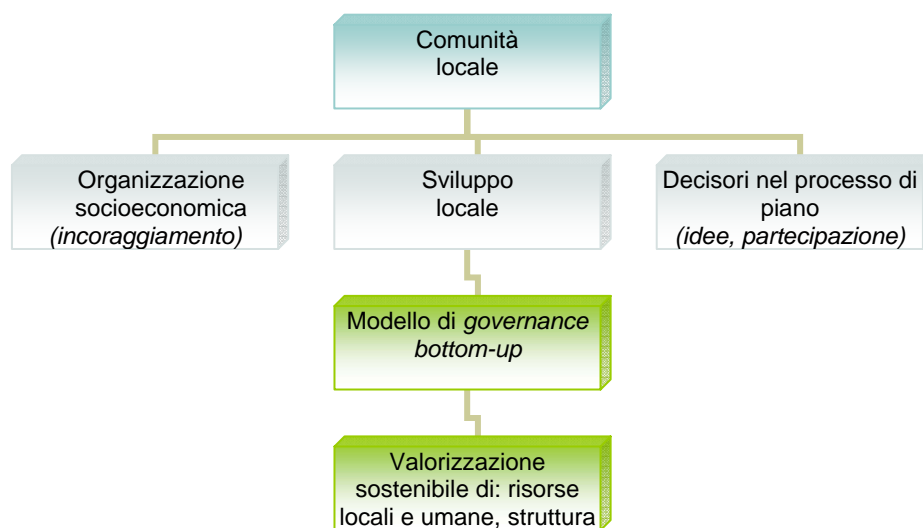 Comunità
locale
Organizzazione
socioeconomica
(incoraggiamento)
Sviluppo
locale
Decisori nel processo di
piano
(idee, partecipazione)
Modello di governance
bottom-up
Valorizzazione
sostenibile di: risorse
locali e umane, struttura